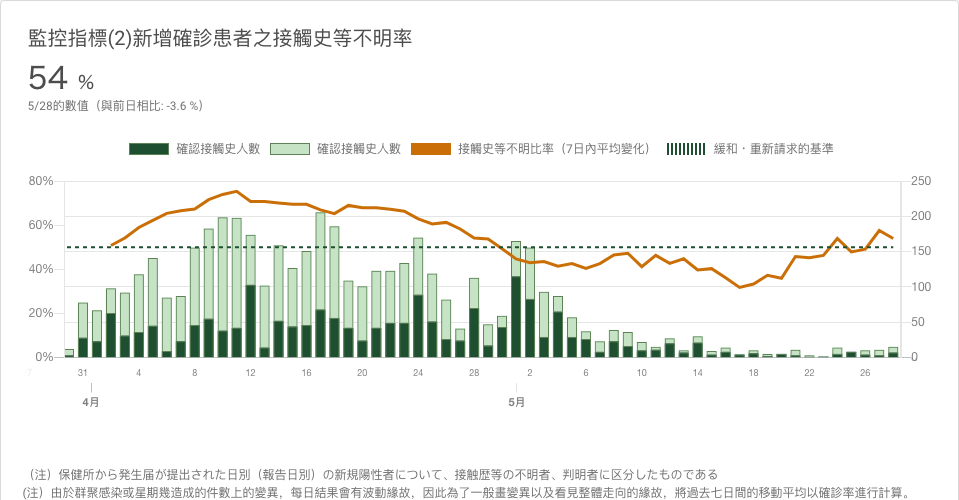 監控指標(2)新增確診患者之接觸史等不明率
54 %
5/28的數值（與前日相比: -3.6 %）
確認接觸史人數 確認接觸史人數 接觸史等不明比率（7日內平均變化） 緩和・重新請求的基準
80% 250
200
60%
150
40%
100
20%
50
0% 0
31 4 8 12 16 20 24 28 2 6 10 14 18 22 26
4月 5月
（注）保健所から発生届が提出された日別（報告日別）の新規陽性者について、接触歴等の不明者、判明者に区分したものである
(注）由於群聚感染或星期幾造成的件數上的變異，每日結果會有波動緣故，因此為了一般畫變異以及看見整體走向的緣故，將過去七日間的移動平均以確診率進行計算。